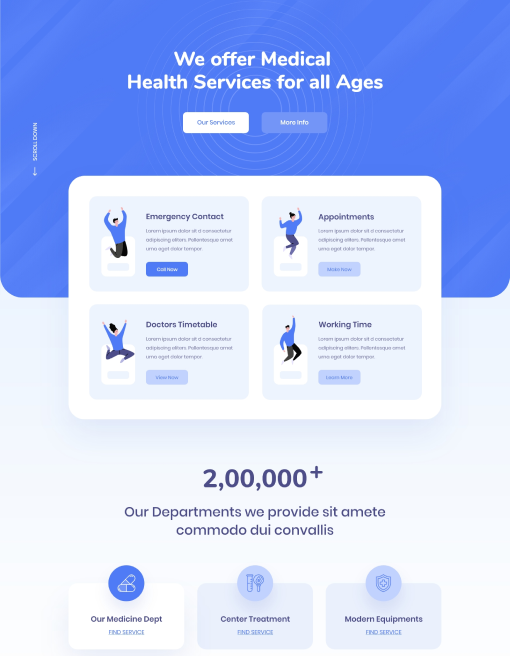 We offer Medical
Health Services for all Ages
Our Services
More Info
SCROLL DOWN
Emergency Contact
Lorem ipsum dolor sit d consectetur
adipiscing elitors. Pellentesque amet
urna eget dolor tempor
Call Now
Appointments
Lorem ipsum dolor sit d consectetur
adipiscing elitors. Pellentesque amet
urna eget dolor tempor.
Make Now
Doctors Timetable
Lorem ipsum dolor sit d consectetur
adipiscing elitors. Pellentesque amet
urna eget dolor tempor
View Now
Working Time
Lorem ipsum dolor sit d consectetur
adipiscing elitors. Pellentesque amet
urna eget dolor tempor.
Learn More
2,00,000+
Our Departments we provide sit amete
commodo dui convallis
Our Medicine Dept
FIND SERVICE
Center Treatment
FIND SERVICE
Modern Equipments
FIND SERVICE